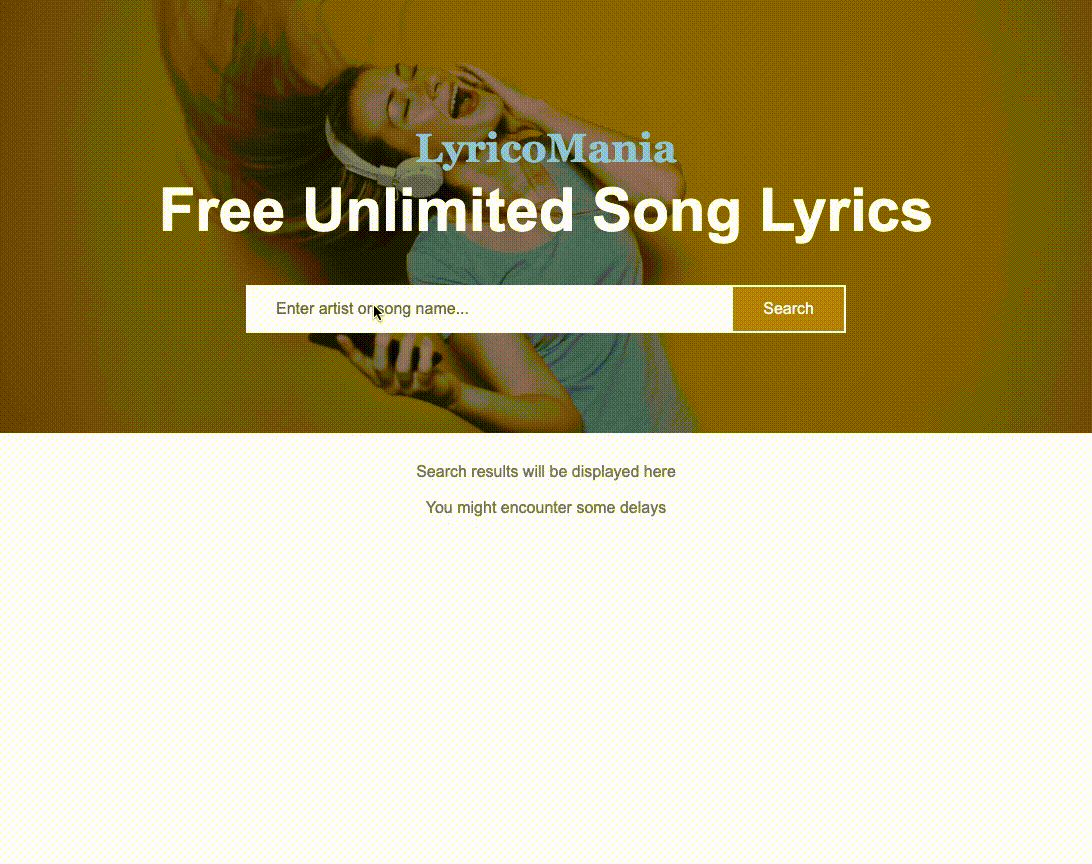 LyricoMania
Free Unlimited Song Lyrics
Enter artist or song name...
Search
Search results will be displayed here
You might encounter some delays